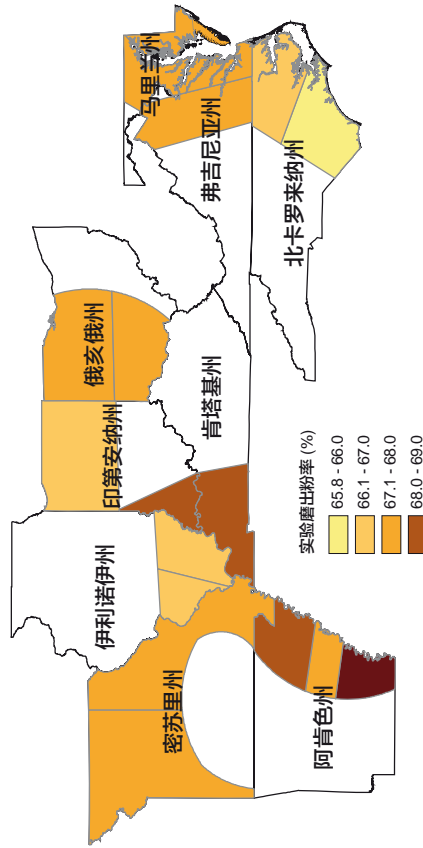 马里兰州
弗吉尼亚州
北卡罗来纳州
俄亥俄州
肯塔基州
印第安纳州
伊利诺伊州
密苏里州
阿肯色州
实验磨出粉率 (%)
65.8 - 66.0
66.1 - 67.0
67.1 - 68.0
68.0 - 69.0